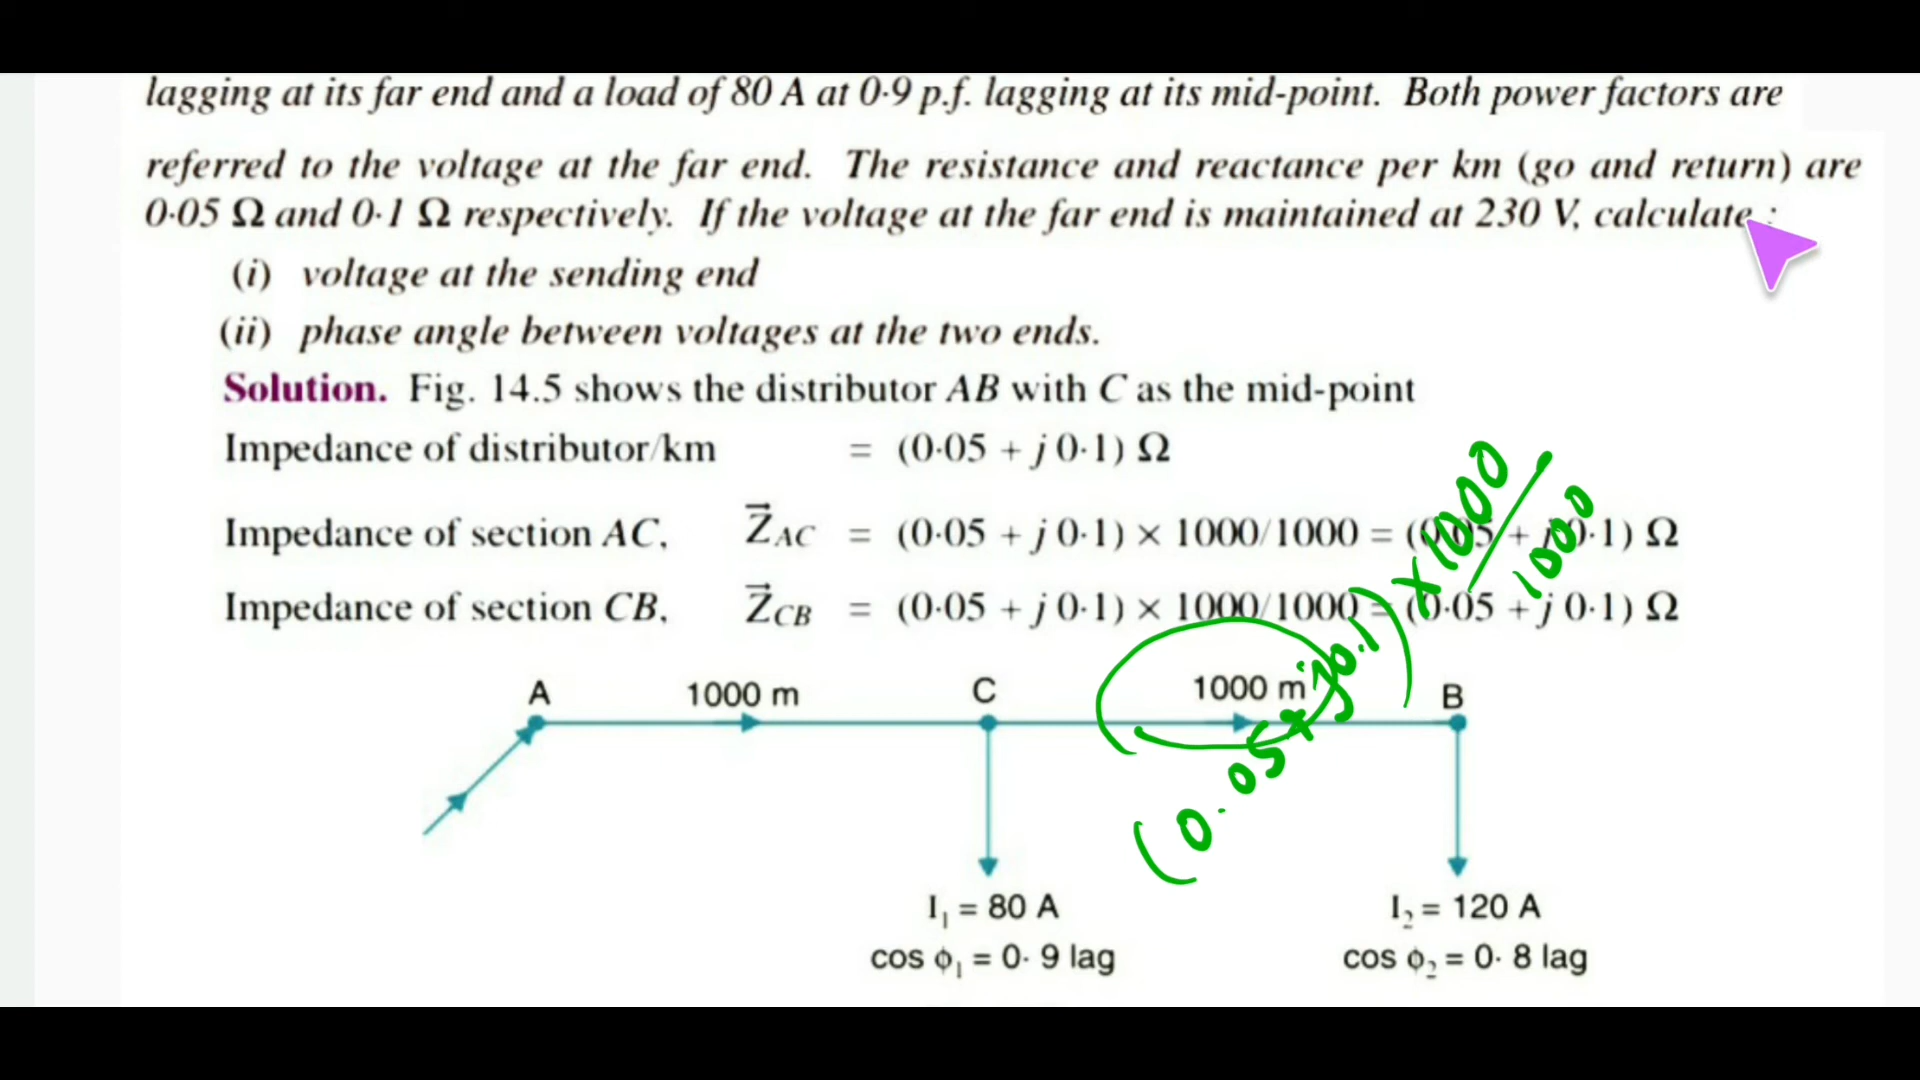 lagging at its far end and a load of 80 A at 0·9 p.f. lagging at its mid-point. Both power factors are
referred to the voltage at the far end. The resistance and reactance per km (go and return) are
0·05 Ω and 0·1 Ω respectively. If the voltage at the far end is maintained at 230 V, calculate :
(i) voltage at the sending end
(ii) phase angle between voltages at the two ends.
Solution. Fig. 14.5 shows the distributor AB with C as the mid-point
Impedance of distributor/km = (0·05 + j 0·1) Ω
Impedance of section AC, Z⃗AC = (0·05 + j 0·1) × 1000/1000 = (0·05 + j 0·1) Ω
Impedance of section CB, Z⃗CB = (0·05 + j 0·1) × 1000/1000 = (0·05 + j 0·1) Ω
(0.05+j0.1) × 1000/1000
A 1000 m C 1000 m B
I₁ = 80 A I₂ = 120 A
cos ϕ₁ = 0· 9 lag cos ϕ₂ = 0· 8 lag